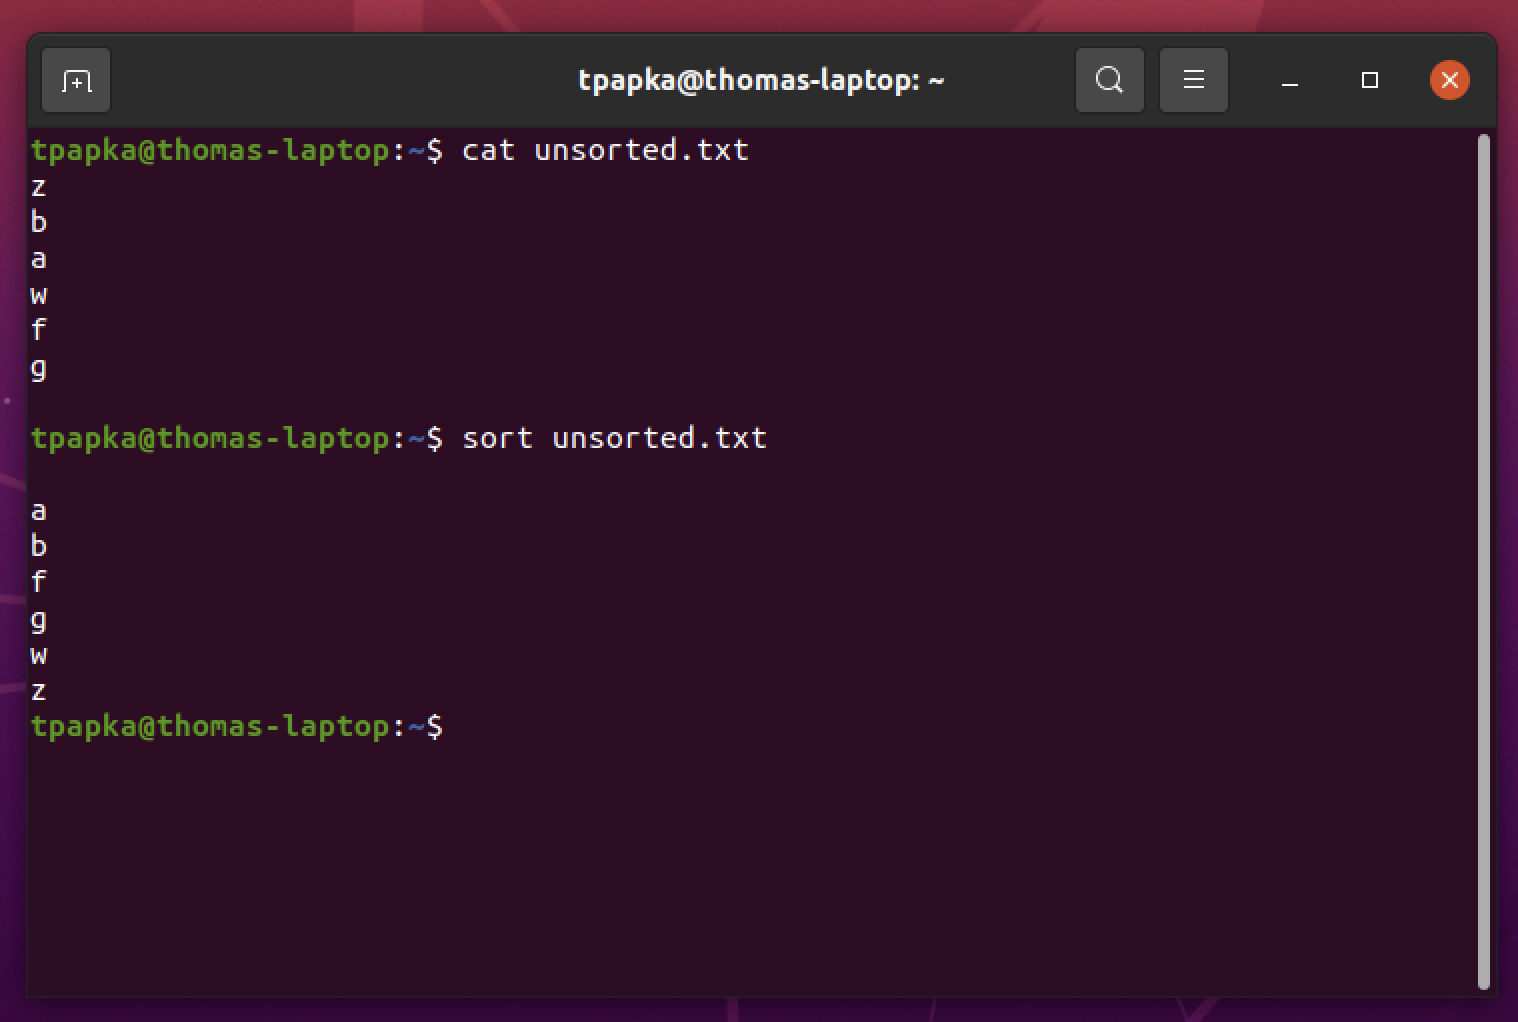 tpapka@thomas-laptop: ~
tpapka@thomas-laptop:~$ cat unsorted.txt
z
b
a
w
f
g

tpapka@thomas-laptop:~$ sort unsorted.txt

a
b
f
g
w
z
tpapka@thomas-laptop:~$